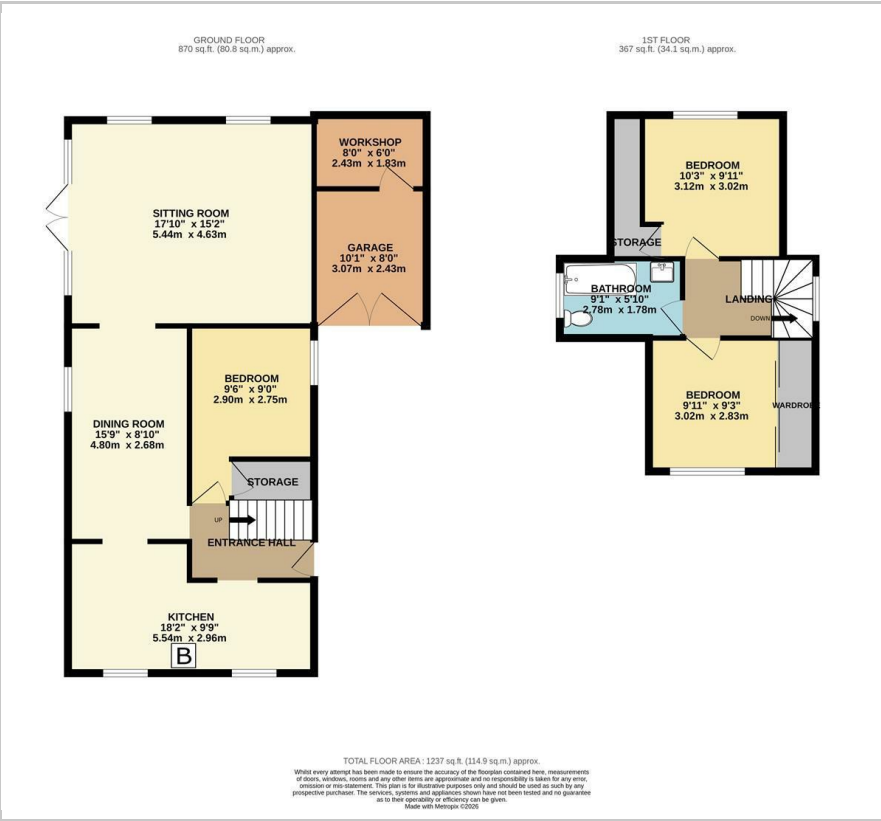 GROUND FLOOR
870 sq.ft. (80.8 sq.m.) approx.
1ST FLOOR
367 sq.ft. (34.1 sq.m.) approx.
WORKSHOP
8'0" x 6'0"
2.43m x 1.83m
SITTING ROOM
17'10" x 15'2"
5.44m x 4.63m
GARAGE
10'1" x 8'0"
3.07m x 2.43m
BEDROOM
9'6" x 9'0"
2.90m x 2.75m
DINING ROOM
15'9" x 8'10"
4.80m x 2.68m
STORAGE
UP
ENTRANCE HALL
KITCHEN
18'2" x 9'9"
5.54m x 2.96m
B
BEDROOM
10'3" x 9'11"
3.12m x 3.02m
STORAGE
BATHROOM
9'1" x 5'10"
2.78m x 1.78m
LANDING
DOWN
BEDROOM
9'11" x 9'3"
3.02m x 2.83m
WARDROBE
TOTAL FLOOR AREA : 1237 sq.ft. (114.9 sq.m.) approx.
Whilst every attempt has been made to ensure the accuracy of the floorplan contained here, measurements
of doors, windows, rooms and any other items are approximate and no responsibility is taken for any error,
omission or mis-statement. This plan is for illustrative purposes only and should be used as such by any
prospective purchaser. The services, systems and appliances shown have not been tested and no guarantee
as to their operability or efficiency can be given.
Made with Metropix ©2026